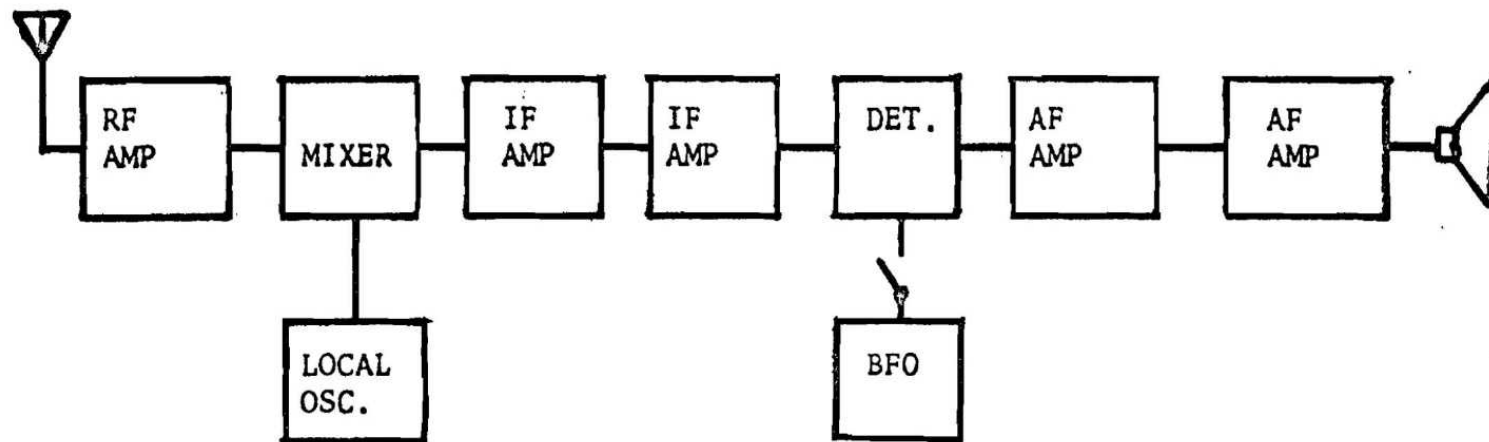 RF
AMP
MIXER
IF
AMP
IF
AMP
DET.
AF
AMP
AF
AMP
LOCAL
OSC.
BFO